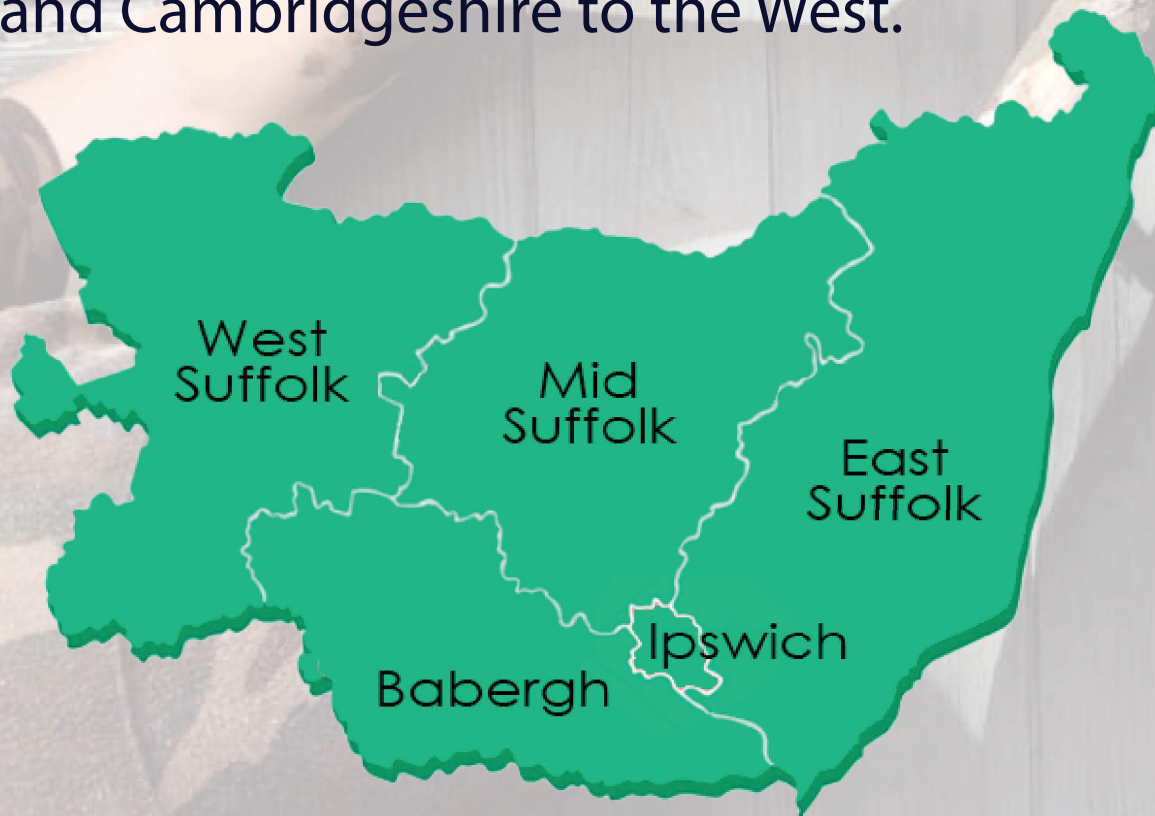 and Cambridgeshire to the West.
West
Suffolk
Mid
Suffolk
East
Suffolk
Ipswich
Babergh